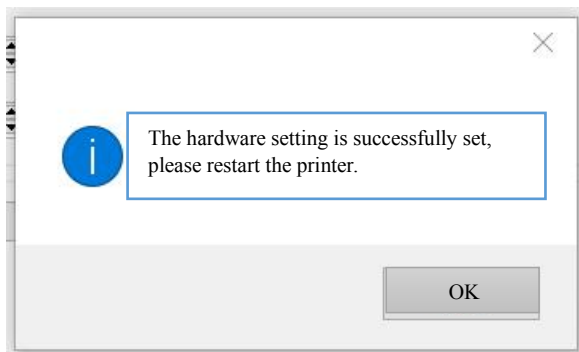 The hardware setting is successfully set,
please restart the printer.
OK